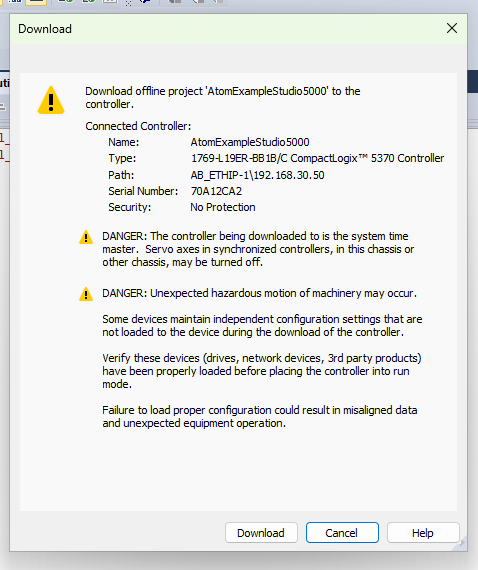 Download
Download offline project 'AtomExampleStudio5000' to the
controller.
Connected Controller:
Name: AtomExampleStudio5000
Type: 1769-L19ER-BB1B/C CompactLogix™ 5370 Controller
Path: AB_ETHIP-1\192.168.30.50
Serial Number: 70A12CA2
Security: No Protection
DANGER: The controller being downloaded to is the system time
master. Servo axes in synchronized controllers, in this chassis or
other chassis, may be turned off.
DANGER: Unexpected hazardous motion of machinery may occur.
Some devices maintain independent configuration settings that are
not loaded to the device during the download of the controller.
Verify these devices (drives, network devices, 3rd party products)
have been properly loaded before placing the controller into run
mode.
Failure to load proper configuration could result in misaligned data
and unexpected equipment operation.
Download Cancel Help